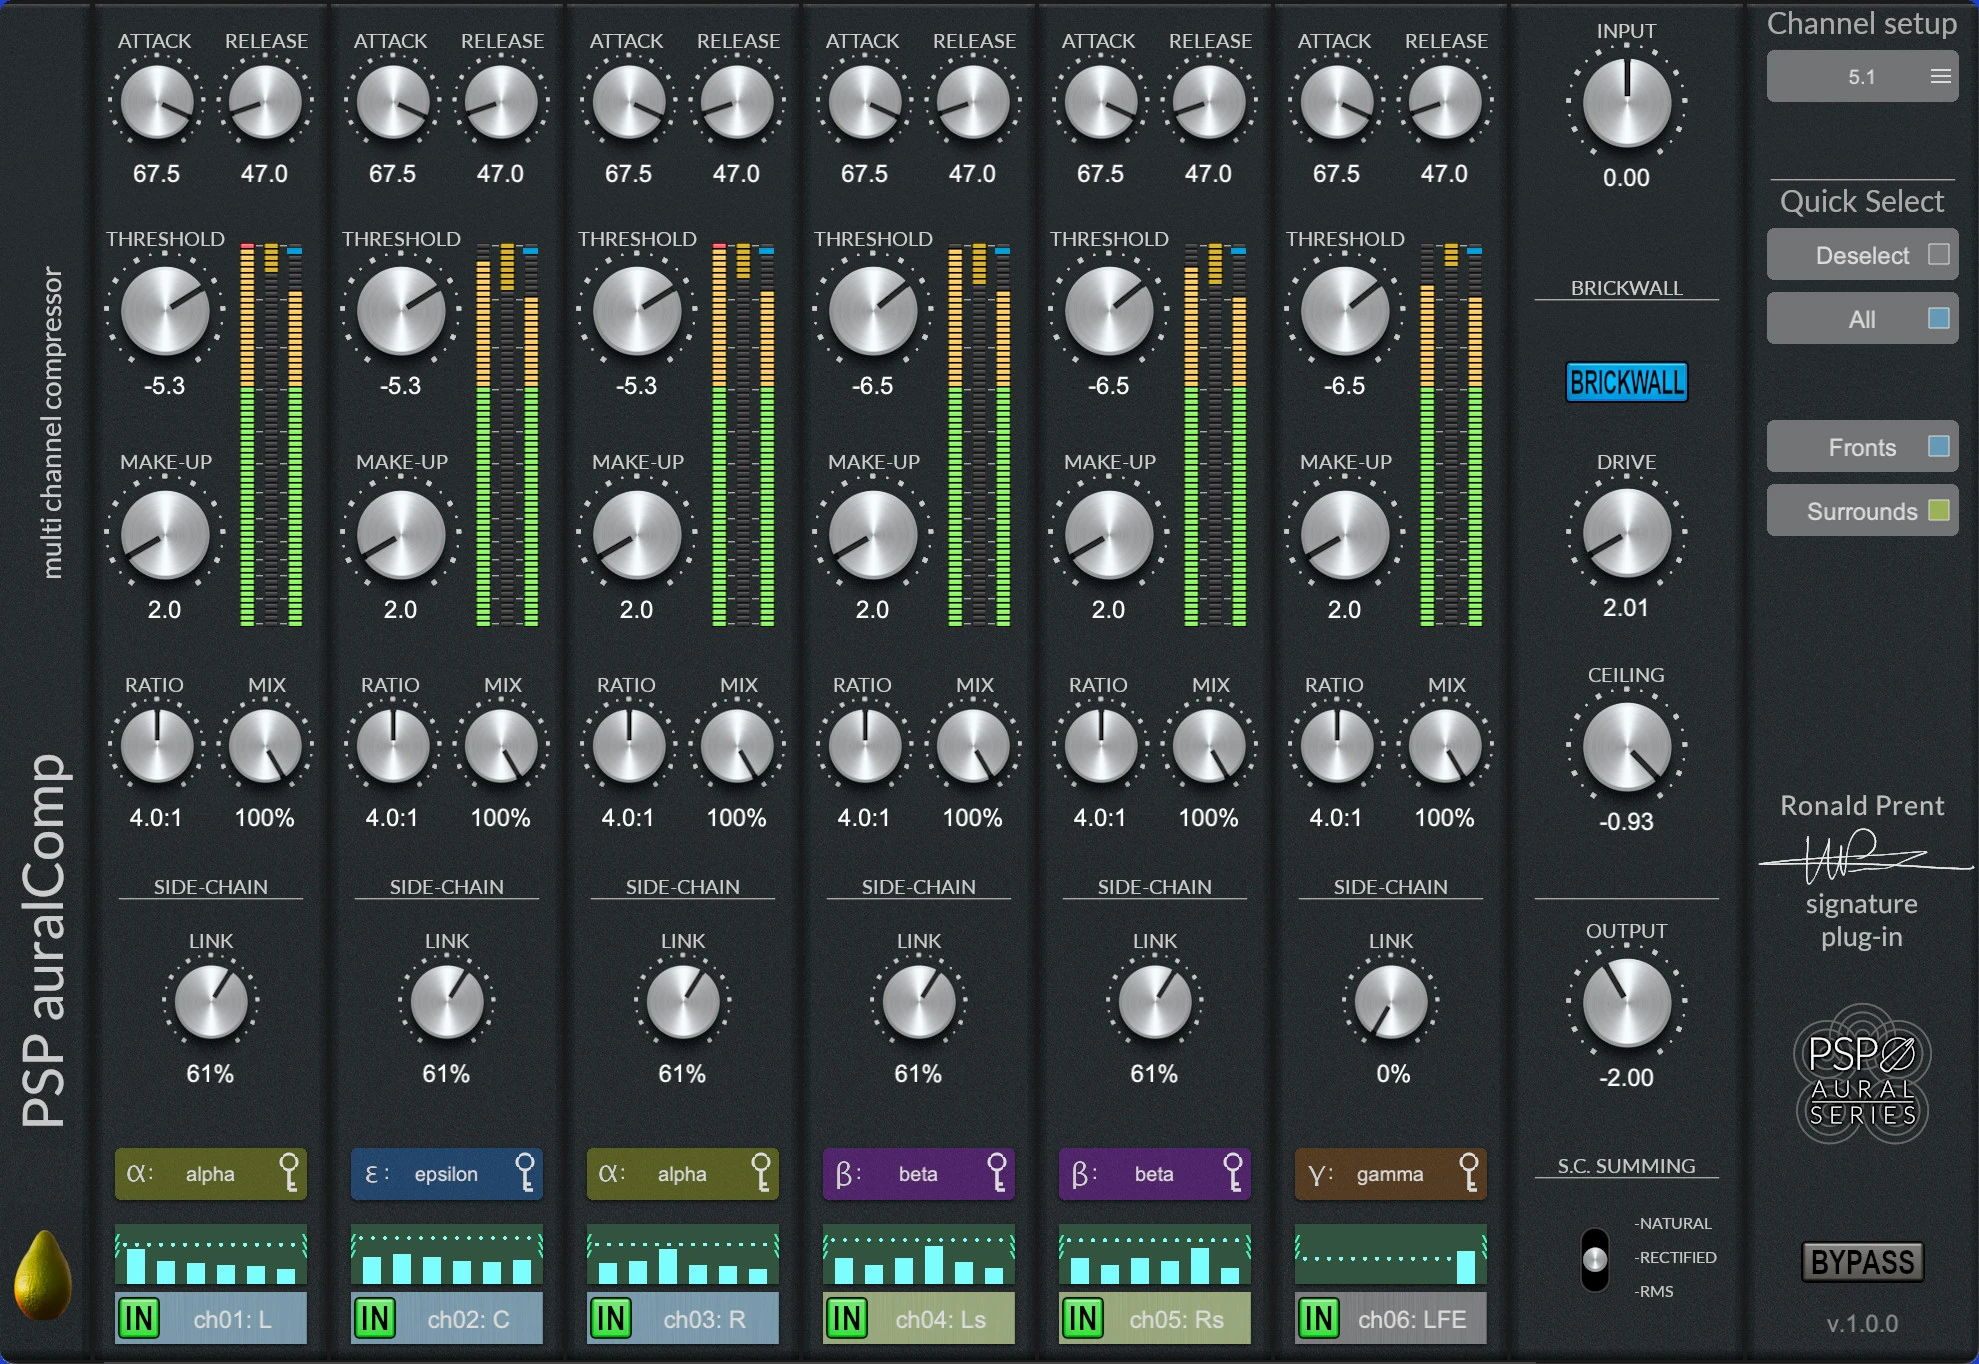 PSP auralComp
multi channel compressor
ATTACK RELEASE
67.5 47.0
THRESHOLD
-5.3
MAKE-UP
2.0
RATIO MIX
4.0:1 100%
SIDE-CHAIN
LINK
61%
α: alpha
IN ch01: L
ATTACK RELEASE
67.5 47.0
THRESHOLD
-5.3
MAKE-UP
2.0
RATIO MIX
4.0:1 100%
SIDE-CHAIN
LINK
61%
ε: epsilon
IN ch02: C
ATTACK RELEASE
67.5 47.0
THRESHOLD
-5.3
MAKE-UP
2.0
RATIO MIX
4.0:1 100%
SIDE-CHAIN
LINK
61%
α: alpha
IN ch03: R
ATTACK RELEASE
67.5 47.0
THRESHOLD
-6.5
MAKE-UP
2.0
RATIO MIX
4.0:1 100%
SIDE-CHAIN
LINK
61%
β: beta
IN ch04: Ls
ATTACK RELEASE
67.5 47.0
THRESHOLD
-6.5
MAKE-UP
2.0
RATIO MIX
4.0:1 100%
SIDE-CHAIN
LINK
61%
β: beta
IN ch05: Rs
ATTACK RELEASE
67.5 47.0
THRESHOLD
-6.5
MAKE-UP
2.0
RATIO MIX
4.0:1 100%
SIDE-CHAIN
LINK
0%
γ: gamma
IN ch06: LFE
INPUT
0.00
BRICKWALL
BRICKWALL
DRIVE
2.01
CEILING
-0.93
OUTPUT
-2.00
S.C. SUMMING
-NATURAL
-RECTIFIED
-RMS
Channel setup
5.1
Quick Select
Deselect
All
Fronts
Surrounds
Ronald Prent
signature
plug-in
PSP
AURAL
SERIES
BYPASS
v.1.0.0